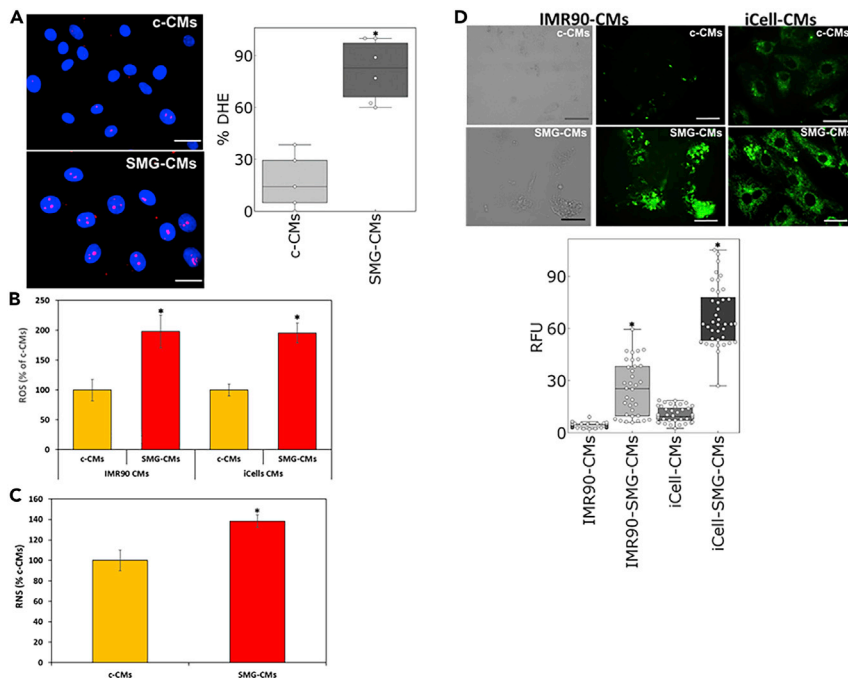 A
c-CMs
SMG-CMs
% DHE
90
60
30
0
*
c-CMs
SMG-CMs
B
ROS (% of c-CMs)
250
200
150
100
50
0
*
*
c-CMs SMG-CMs c-CMs SMG-CMs
IMR90 CMs iCells CMs
C
RNS (% c-CMs)
160
140
120
100
80
60
40
20
0
*
c-CMs SMG-CMs
D
IMR90-CMs iCell-CMs
c-CMs c-CMs c-CMs
SMG-CMs SMG-CMs SMG-CMs
RFU
90
60
30
0
*
*
IMR90-CMs
IMR90-SMG-CMs
iCell-CMs
iCell-SMG-CMs